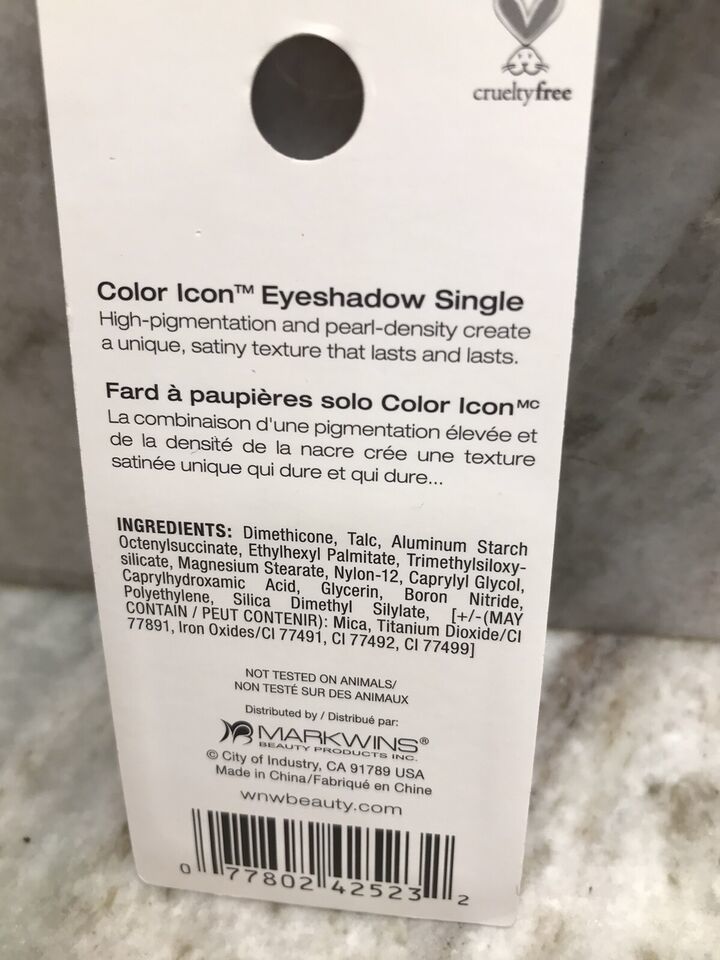 crueltyfree
Color Icon™ Eyeshadow Single
High-pigmentation and pearl-density create
a unique, satiny texture that lasts and lasts.
Fard à paupières solo Color Icon MC
La combinaison d'une pigmentation élevée et
de la densité de la nacre crée une texture
satinée unique qui dure et qui dure...
INGREDIENTS: Dimethicone, Talc, Aluminum Starch
Octenylsuccinate, Ethylhexyl Palmitate, Trimethylsiloxy-
silicate, Magnesium Stearate, Nylon-12, Caprylyl Glycol,
Caprylhydroxamic Acid, Glycerin, Boron Nitride,
Polyethylene, Silica Dimethyl Silylate, [+/-(MAY
CONTAIN / PEUT CONTENIR): Mica, Titanium Dioxide/CI
77891, Iron Oxides/CI 77491, CI 77492, CI 77499]
NOT TESTED ON ANIMALS/
NON TESTÉ SUR DES ANIMAUX
Distributed by / Distribué par:
MARKWINS®
BEAUTY PRODUCTS INC.
© City of Industry, CA 91789 USA
Made in China/Fabriqué en Chine
wnwbeauty.com
0 77802 42523 2